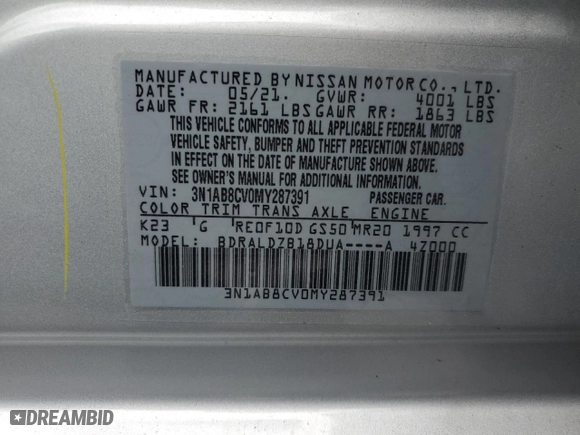 MANUFACTURED BY NISSAN MOTOR CO., LTD.
DATE: 05/21. GVWR: 4001 LBS
GAWR FR: 2161 LBS GAWR RR: 1863 LBS
THIS VEHICLE CONFORMS TO ALL APPLICABLE FEDERAL MOTOR
VEHICLE SAFETY, BUMPER AND THEFT PREVENTION STANDARDS
IN EFFECT ON THE DATE OF MANUFACTURE SHOWN ABOVE.
SEE OWNER'S MANUAL FOR ADDITIONAL INFORMATION.
VIN: 3N1AB8CV0MY287391 PASSENGER CAR.
COLOR TRIM TRANS AXLE ENGINE
K23 G RE0F10D GS50 MR20 1997 CC
MODEL: BDRALDZB18DUA----A 4Z000
3N1AB8CV0MY287391
DREAMBID